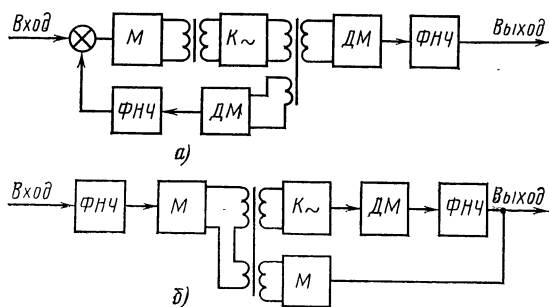 Вход М К~ ДМ ФНЧ Выход
ФНЧ ДМ
а)
Вход ФНЧ М К~ ДМ ФНЧ Выход
М
б)